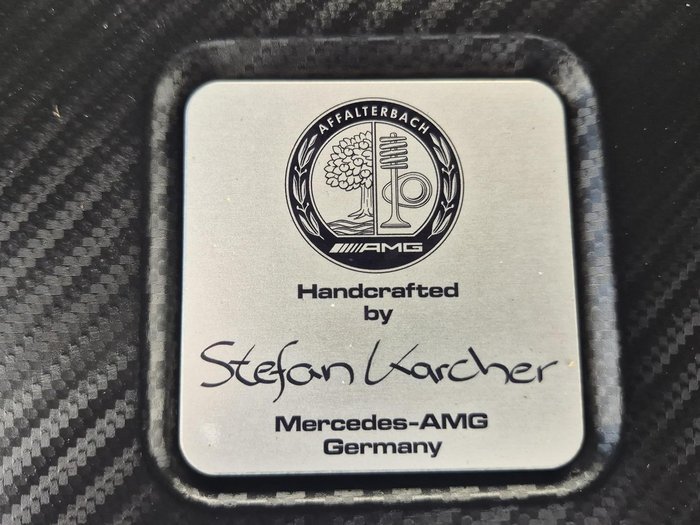 AFFALTERBACH
AMG
Handcrafted
by
Stefan Karcher
Mercedes-AMG
Germany